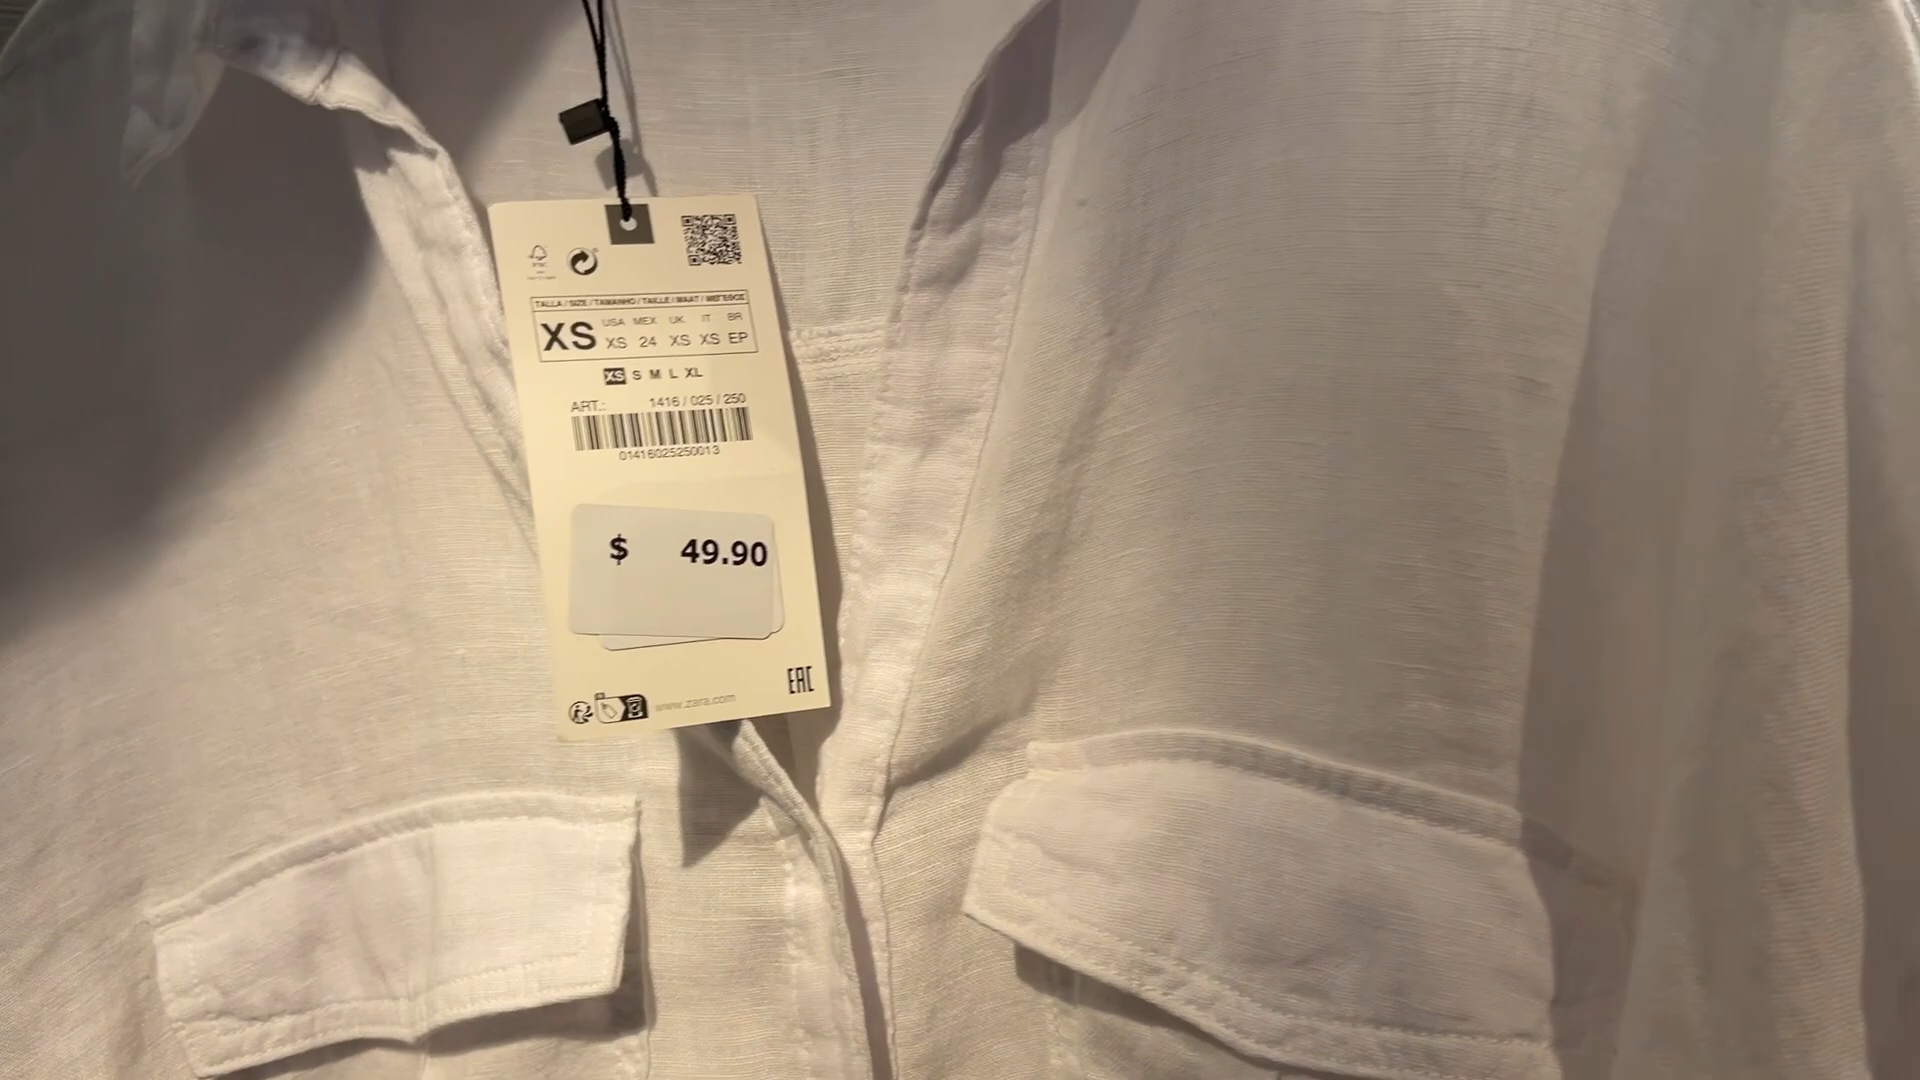 TALLA / SIZE / TAMANHO / TAILLE / MAAT / ΜΕΓΕΘΟΣ
XS
USA MEX UK IT BR
XS 24 XS XS EP
XS S M L XL
ART.: 1416 / 025 / 250
01416025250013
$ 49.90
EAC
www.zara.com